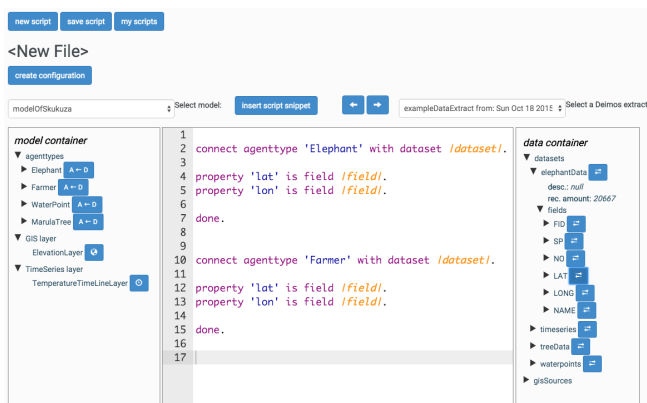 new script save script my scripts
<New File>
create configuration
modelOfSkukuza Select model: insert script snippet exampleDataExtract from: Sun Oct 18 2015 Select a Deimos extract
model container
agenttypes
Elephant A ← D
Farmer A ← D
WaterPoint A ← D
MarulaTree A ← D
GIS layer
ElevationLayer
TimeSeries layer
TemperatureTimeLineLayer
1
2 connect agenttype 'Elephant' with dataset |dataset|.
3
4 property 'lat' is field |field|.
5 property 'lon' is field |field|.
6
7 done.
8
9
10 connect agenttype 'Farmer' with dataset |dataset|.
11
12 property 'lat' is field |field|.
13 property 'lon' is field |field|.
14
15 done.
16
17
data container
datasets
elephantData
desc.: null
rec. amount: 20667
fields
FID
SP
NO
LAT
LONG
NAME
timeseries
treeData
waterpoints
gisSources